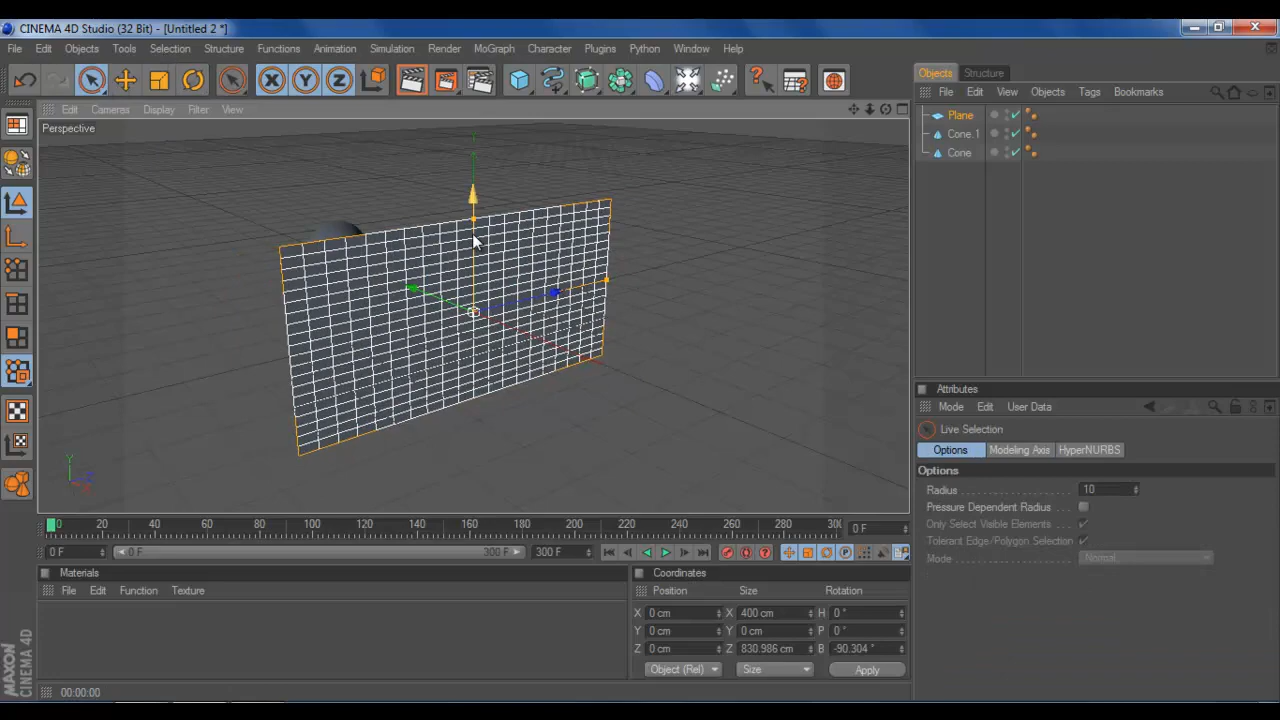 CINEMA 4D Studio (32 Bit) - [Untitled 2 *]
File Edit Objects Tools Selection Structure Functions Animation Simulation Render MoGraph Character Plugins Python Window Help
X Y Z
Objects Structure
File Edit View Objects Tags Bookmarks
Edit Cameras Display Filter View
Perspective
Plane
Cone.1
Cone
Y
Z
X
Attributes
Mode Edit User Data
Live Selection
Options Modeling Axis HyperNURBS
Options
Radius 10
Pressure Dependent Radius
Only Select Visible Elements
Tolerant Edge/Polygon Selection
Mode Normal
0 20 40 60 80 100 120 140 160 180 200 220 240 260 280 30 0 F
0 F 0 F 300 F 300 F
Materials
File Edit Function Texture
Coordinates
Position Size Rotation
X 0 cm X 400 cm H 0 °
Y 0 cm Y 0 cm P 0 °
Z 0 cm Z 830.986 cm B -90.304 °
Object (Rel) Size Apply
MAXON
CINEMA 4D
00:00:00